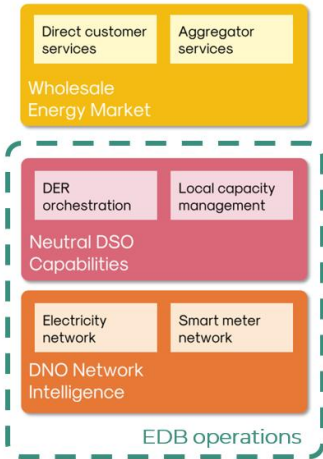 Direct customer
services
Aggregator
services
Wholesale
Energy Market
DER
orchestration
Local capacity
management
Neutral DSO
Capabilities
Electricity
network
Smart meter
network
DNO Network
Intelligence
EDB operations